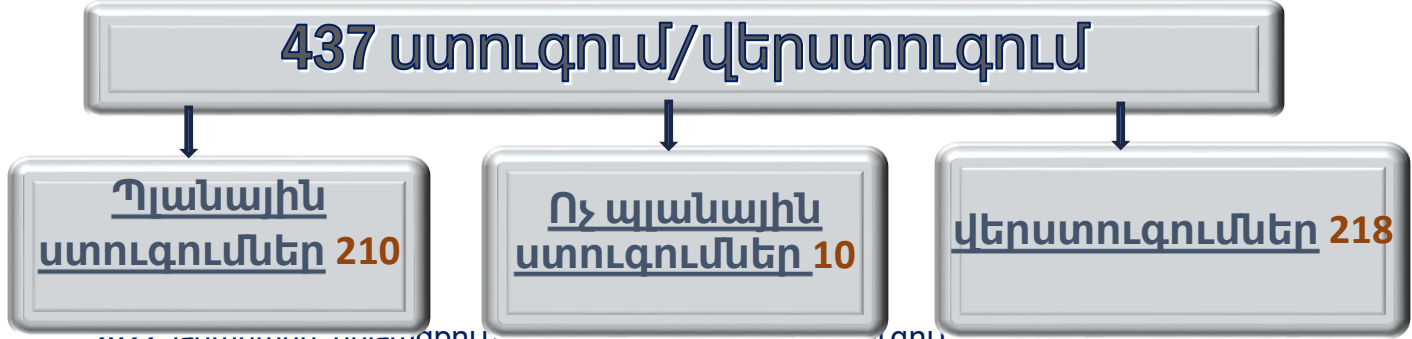 437 ստուգում/վերստուգում
Պլանային
ստուգումներ 210
Ոչ պլանային
ստուգումներ 10
վերստուգումներ 218